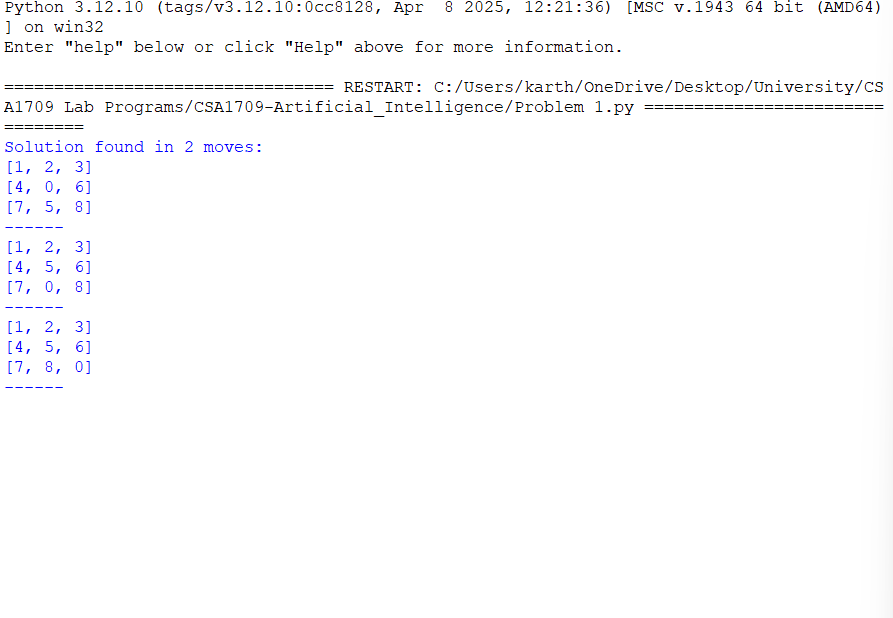 Python 3.12.10 (tags/v3.12.10:0cc8128, Apr  8 2025, 12:21:36) [MSC v.1943 64 bit (AMD64)
] on win32
Enter "help" below or click "Help" above for more information.
================================= RESTART: C:/Users/karth/OneDrive/Desktop/University/CS
A1709 Lab Programs/CSA1709-Artificial_Intelligence/Problem 1.py ========================
========
Solution found in 2 moves:
[1, 2, 3]
[4, 0, 6]
[7, 5, 8]
------
[1, 2, 3]
[4, 5, 6]
[7, 0, 8]
------
[1, 2, 3]
[4, 5, 6]
[7, 8, 0]
------